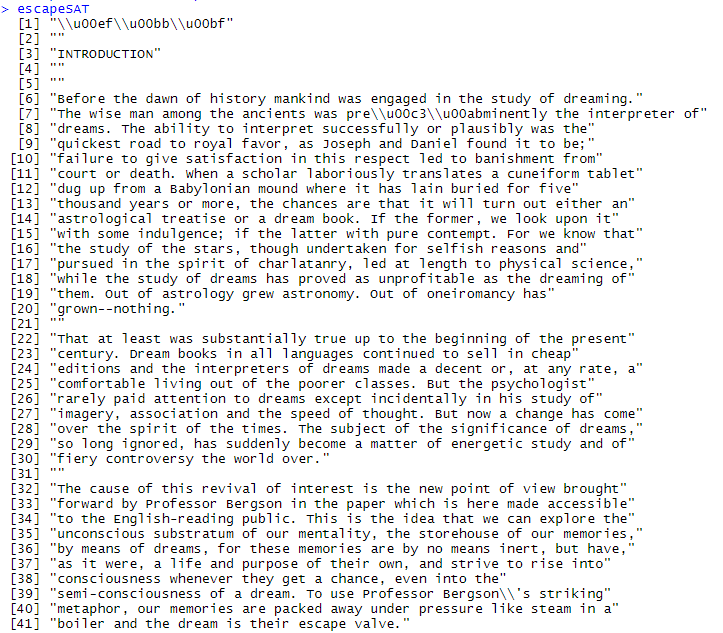 > escapeSAT
[1] "\\u00ef\\u00bb\\u00bf"
[2] ""
[3] "INTRODUCTION"
[4] ""
[5] ""
[6] "Before the dawn of history mankind was engaged in the study of dreaming."
[7] "The wise man among the ancients was pre\\u00c3\\u00abminently the interpreter of"
[8] "dreams. The ability to interpret successfully or plausibly was the"
[9] "quickest road to royal favor, as Joseph and Daniel found it to be;"
[10] "failure to give satisfaction in this respect led to banishment from"
[11] "court or death. When a scholar laboriously translates a cuneiform tablet"
[12] "dug up from a Babylonian mound where it has lain buried for five"
[13] "thousand years or more, the chances are that it will turn out either an"
[14] "astrological treatise or a dream book. If the former, we look upon it"
[15] "with some indulgence; if the latter with pure contempt. For we know that"
[16] "the study of the stars, though undertaken for selfish reasons and"
[17] "pursued in the spirit of charlatanry, led at length to physical science,"
[18] "while the study of dreams has proved as unprofitable as the dreaming of"
[19] "them. Out of astrology grew astronomy. Out of oneiromancy has"
[20] "grown--nothing."
[21] ""
[22] "That at least was substantially true up to the beginning of the present"
[23] "century. Dream books in all languages continued to sell in cheap"
[24] "editions and the interpreters of dreams made a decent or, at any rate, a"
[25] "comfortable living out of the poorer classes. But the psychologist"
[26] "rarely paid attention to dreams except incidentally in his study of"
[27] "imagery, association and the speed of thought. But now a change has come"
[28] "over the spirit of the times. The subject of the significance of dreams,"
[29] "so long ignored, has suddenly become a matter of energetic study and of"
[30] "fiery controversy the world over."
[31] ""
[32] "The cause of this revival of interest is the new point of view brought"
[33] "forward by Professor Bergson in the paper which is here made accessible"
[34] "to the English-reading public. This is the idea that we can explore the"
[35] "unconscious substratum of our mentality, the storehouse of our memories,"
[36] "by means of dreams, for these memories are by no means inert, but have,"
[37] "as it were, a life and purpose of their own, and strive to rise into"
[38] "consciousness whenever they get a chance, even into the"
[39] "semi-consciousness of a dream. To use Professor Bergson\\'s striking"
[40] "metaphor, our memories are packed away under pressure like steam in a"
[41] "boiler and the dream is their escape valve."